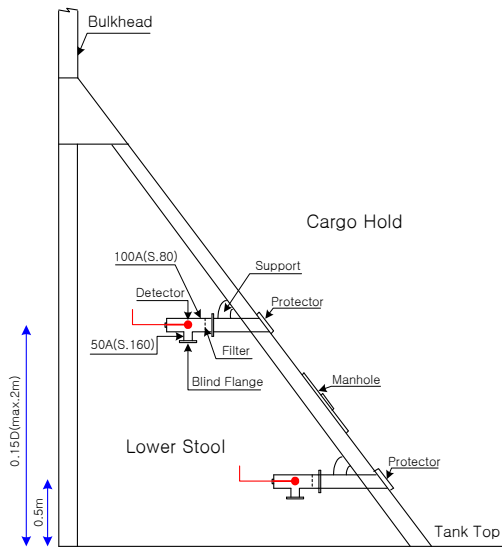 Bulkhead
Cargo Hold
100A(S.80)
Support
Detector
Protector
50A(S.160)
Filter
Blind Flange
Manhole
0.15D(max.2m)
Lower Stool
Protector
0.5m
Tank Top